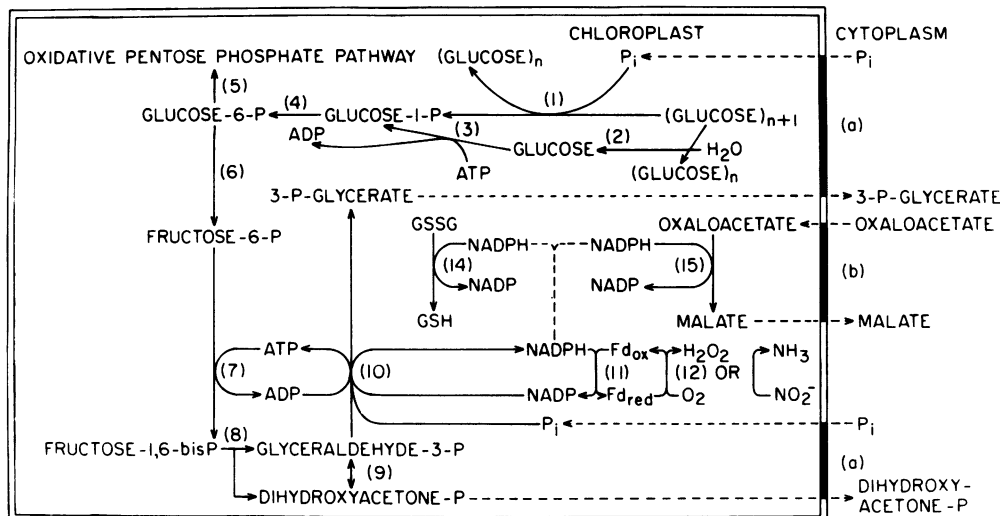 CHLOROPLAST CYTOPLASM
OXIDATIVE PENTOSE PHOSPHATE PATHWAY (GLUCOSE)n Pi Pi
(5) (1)
GLUCOSE-6-P (4) GLUCOSE-1-P (GLUCOSE)n+1 (a)
ADP (3) GLUCOSE (2) H2O
(6) ATP (GLUCOSE)n
3-P-GLYCERATE 3-P-GLYCERATE
FRUCTOSE-6-P GSSG OXALOACETATE OXALOACETATE
NADPH NADPH
(14) (15) (b)
NADP NADP
GSH MALATE MALATE
ATP NADPH Fdox H2O2 NH3
(7) (10) (11) (12) OR
ADP NADP Fdred O2 NO2-
Pi Pi
FRUCTOSE-1,6-bisP (8) GLYCERALDEHYDE-3-P (a)
(9)
DIHYDROXYACETONE-P DIHYDROXY-
ACETONE-P